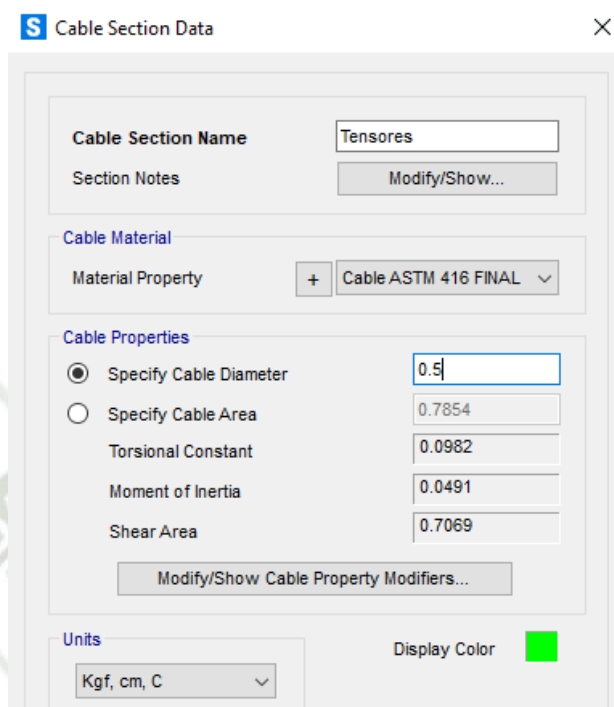 S Cable Section Data
Cable Section Name Tensores
Section Notes Modify/Show...
Cable Material
Material Property + Cable ASTM 416 FINAL
Cable Properties
Specify Cable Diameter 0.5
Specify Cable Area 0.7854
Torsional Constant 0.0982
Moment of Inertia 0.0491
Shear Area 0.7069
Modify/Show Cable Property Modifiers...
Units
Display Color
Kgf, cm, C